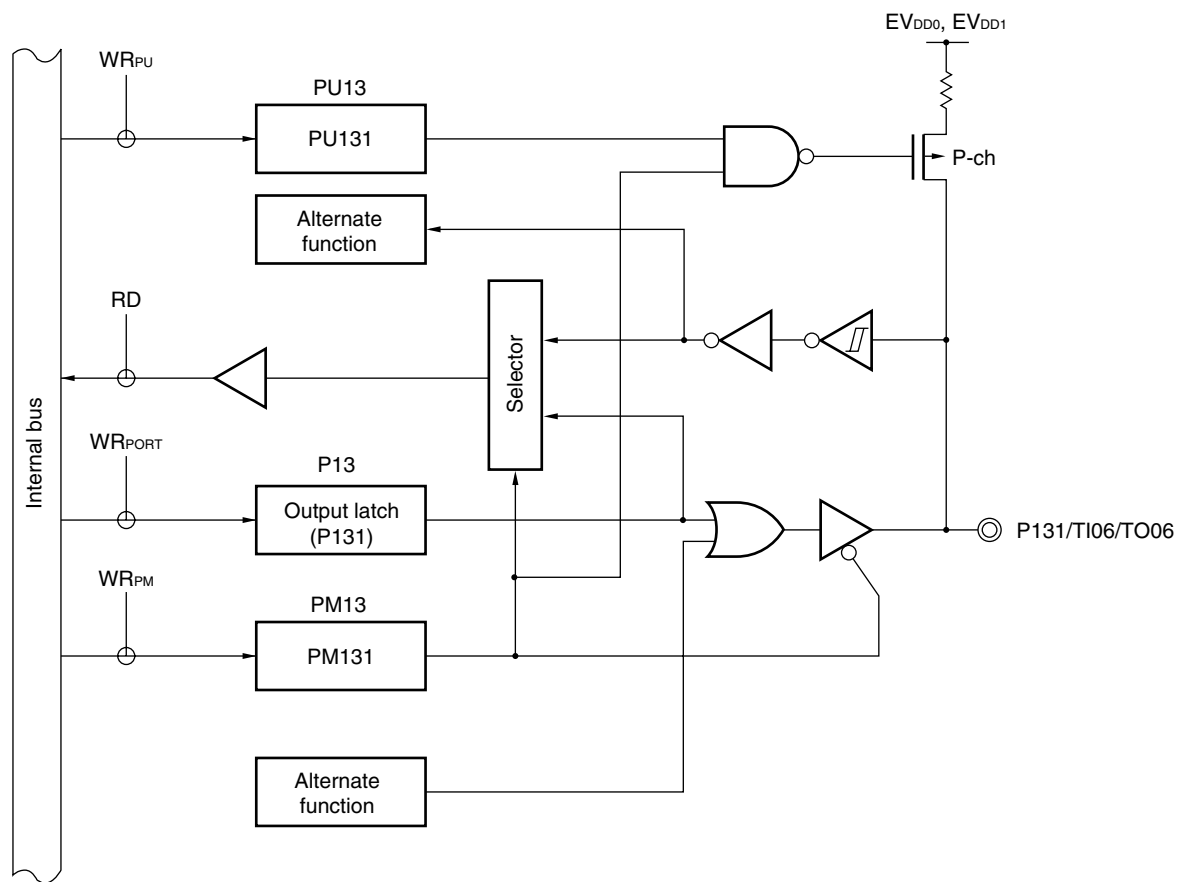 EVDD0, EVDD1
WRPU
PU13
PU131
P-ch
Alternate
function
RD
Selector
Internal bus
WRPORT
P13
Output latch
(P131)
P131/TI06/TO06
WRPM
PM13
PM131
Alternate
function